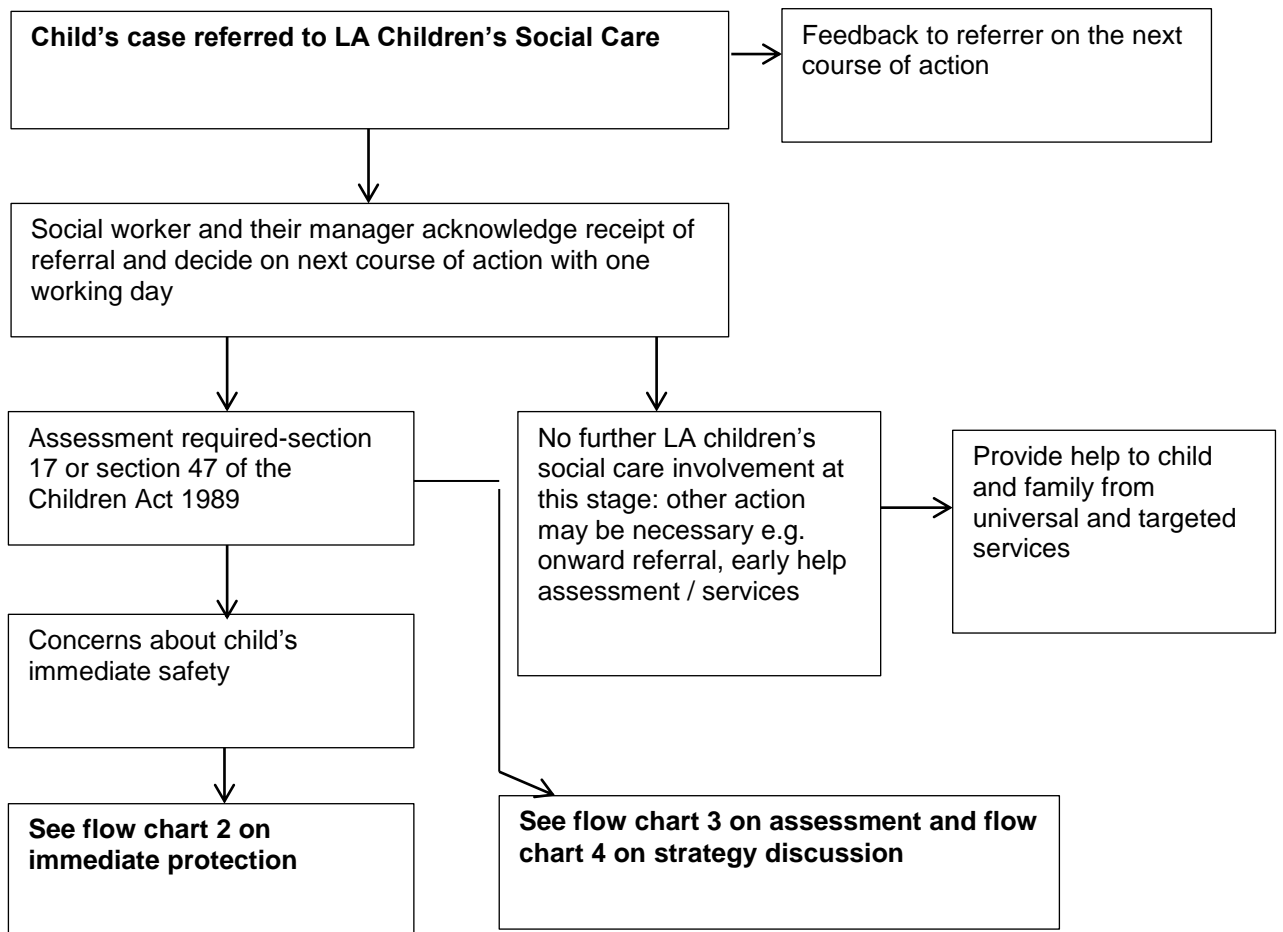 Child’s case referred to LA Children’s Social Care
Feedback to referrer on the next
course of action
Social worker and their manager acknowledge receipt of
referral and decide on next course of action with one
working day
Assessment required-section
17 or section 47 of the
Children Act 1989
No further LA children’s
social care involvement at
this stage: other action
may be necessary e.g.
onward referral, early help
assessment / services
Provide help to child
and family from
universal and targeted
services
Concerns about child’s
immediate safety
See flow chart 2 on
immediate protection
See flow chart 3 on assessment and flow
chart 4 on strategy discussion